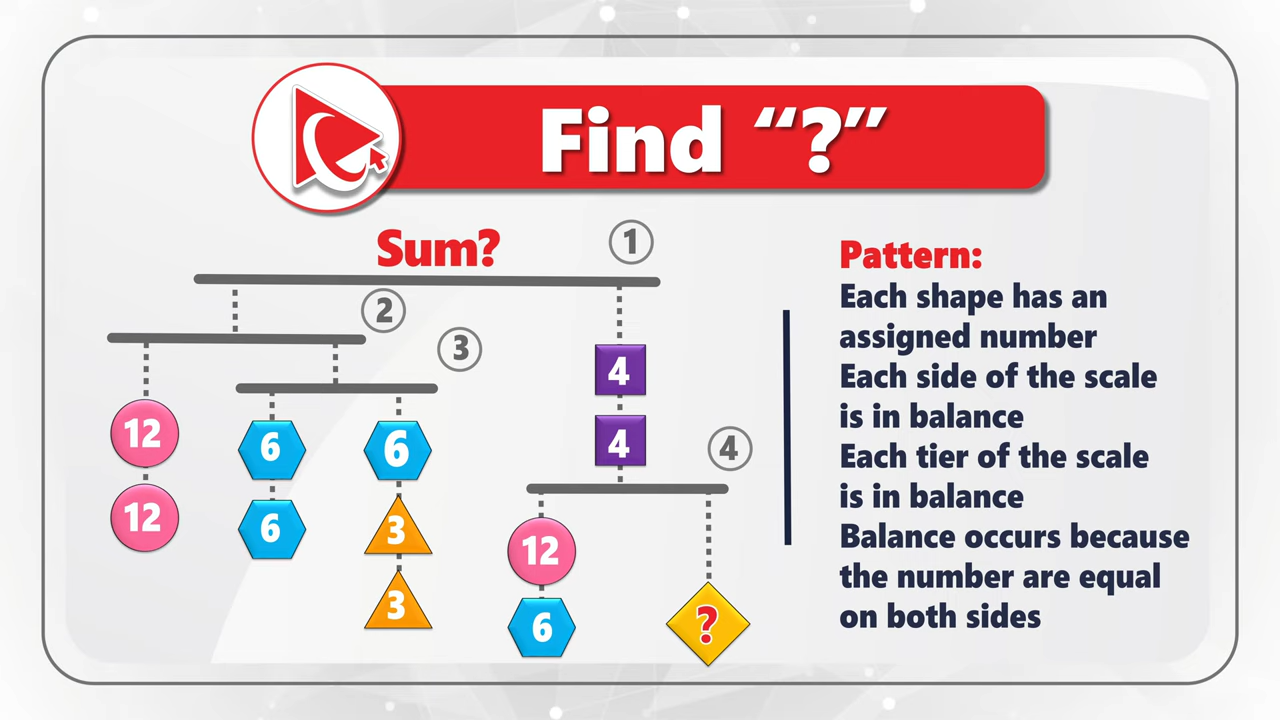 Find “?”
Sum?
1
2
3
4
4
12
12
6
6
6
3
3
4
12
6
?
Pattern:
Each shape has an
assigned number
Each side of the scale
is in balance
Each tier of the scale
is in balance
Balance occurs because
the number are equal
on both sides